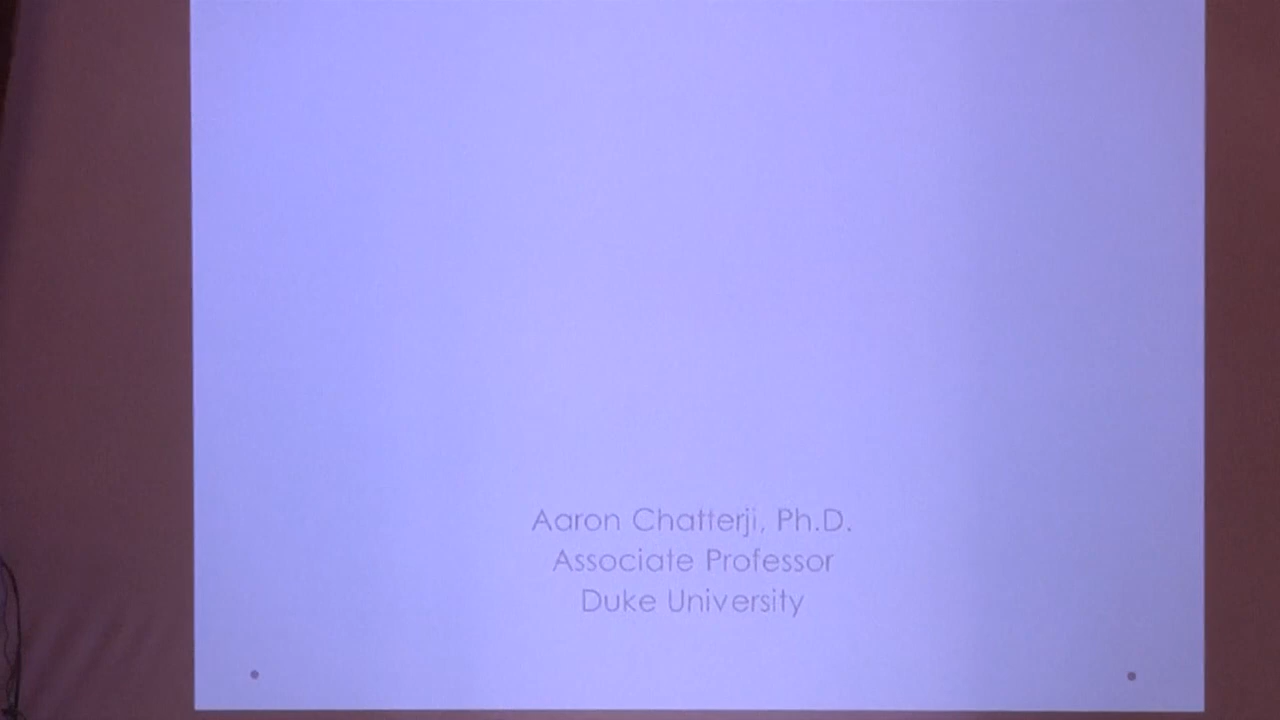 Aaron Chatterji, Ph.D.
Associate Professor
Duke University